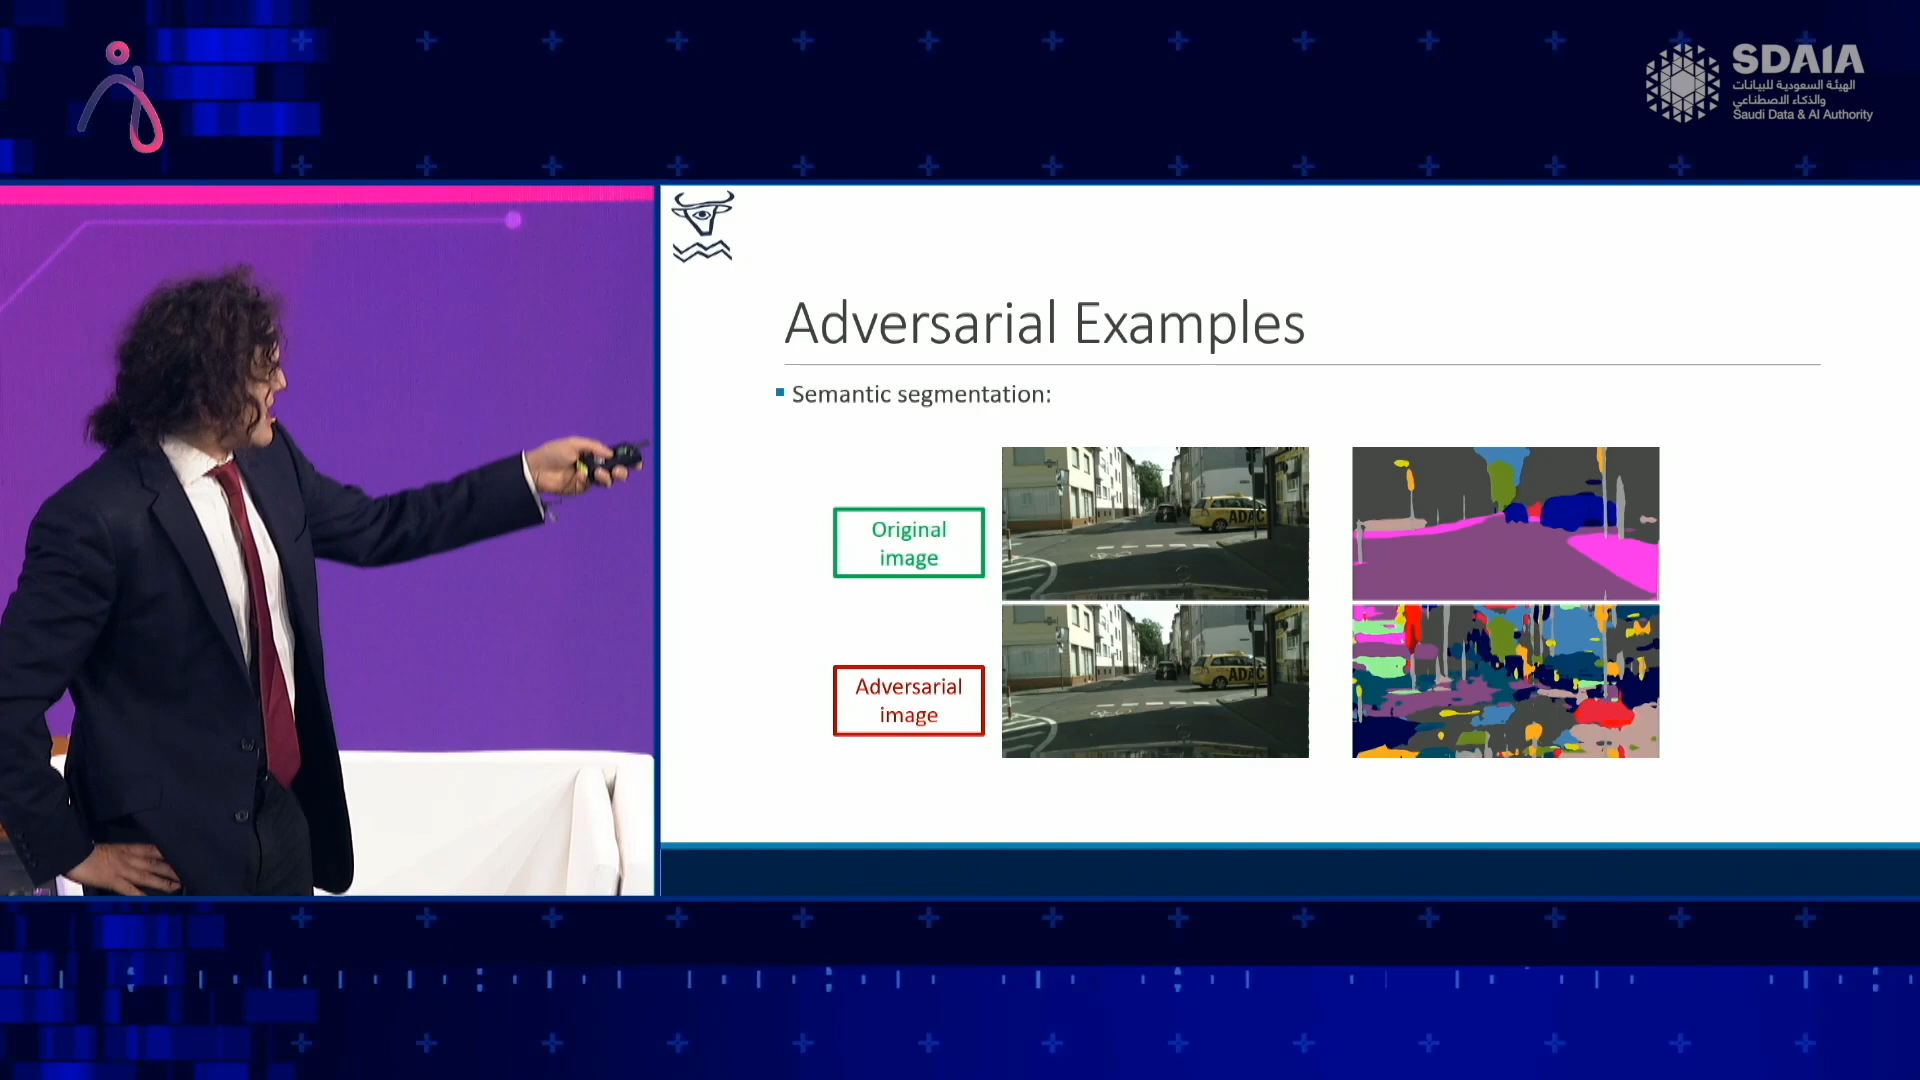 SDAIA
الهيئة السعودية للبيانات
والذكاء الاصطناعي
Saudi Data & AI Authority
Adversarial Examples
Semantic segmentation:
Original
image
ADAC
Adversarial
image
ADAC